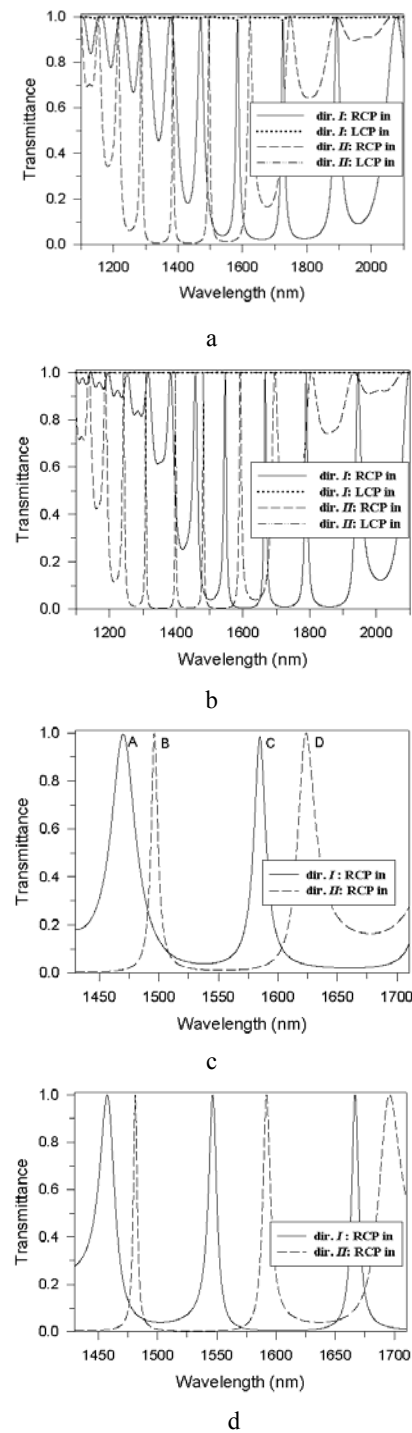 1.0
0.8
0.6
0.4
0.2
0.0
Transmittance
dir. I: RCP in
dir. I: LCP in
dir. II: RCP in
dir. II: LCP in
1200 1400 1600 1800 2000
Wavelength (nm)
a
1.0
0.8
0.6
0.4
0.2
0.0
Transmittance
dir. I: RCP in
dir. I: LCP in
dir. II: RCP in
dir. II: LCP in
1200 1400 1600 1800 2000
Wavelength (nm)
b
1.0
0.8
0.6
0.4
0.2
0.0
Transmittance
A B C D
dir. I : RCP in
dir. II: RCP in
1450 1500 1550 1600 1650 1700
Wavelength (nm)
c
1.0
0.8
0.6
0.4
0.2
0.0
Transmittance
dir. I : RCP in
dir. II: RCP in
1450 1500 1550 1600 1650 1700
Wavelength (nm)
d